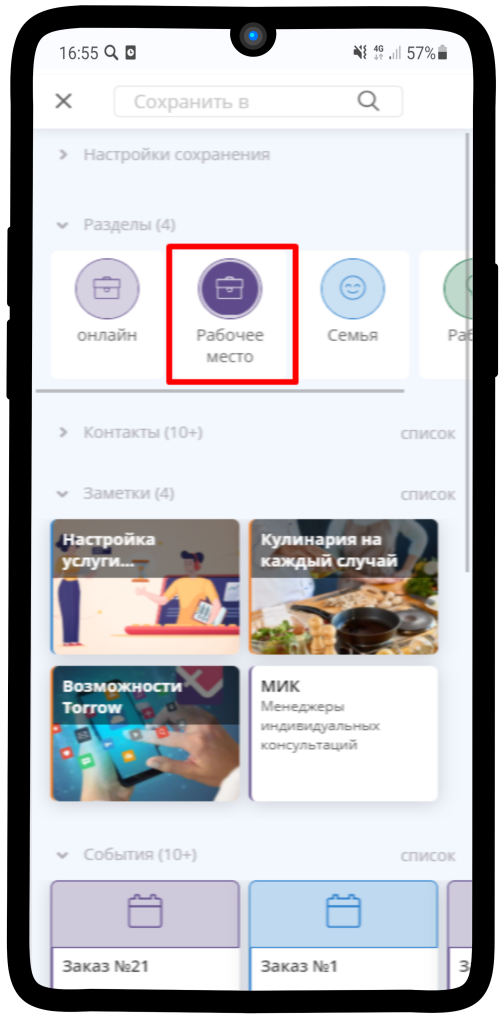 16:55
4G
57%
Сохранить в
Настройки сохранения
Разделы (4)
онлайн
Рабочее
место
Семья
Раб
Контакты (10+)
список
Заметки (4)
список
Настройка
услуги...
Кулинария на
каждый случай
Возможности
Torrow
МИК
Менеджеры
индивидуальных
консультаций
События (10+)
список
Заказ №21
Заказ №1
З